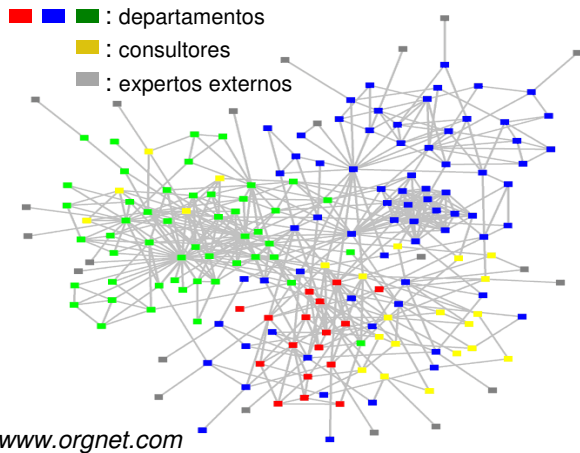 : departamentos
: consultores
: expertos externos
www.orgnet.com